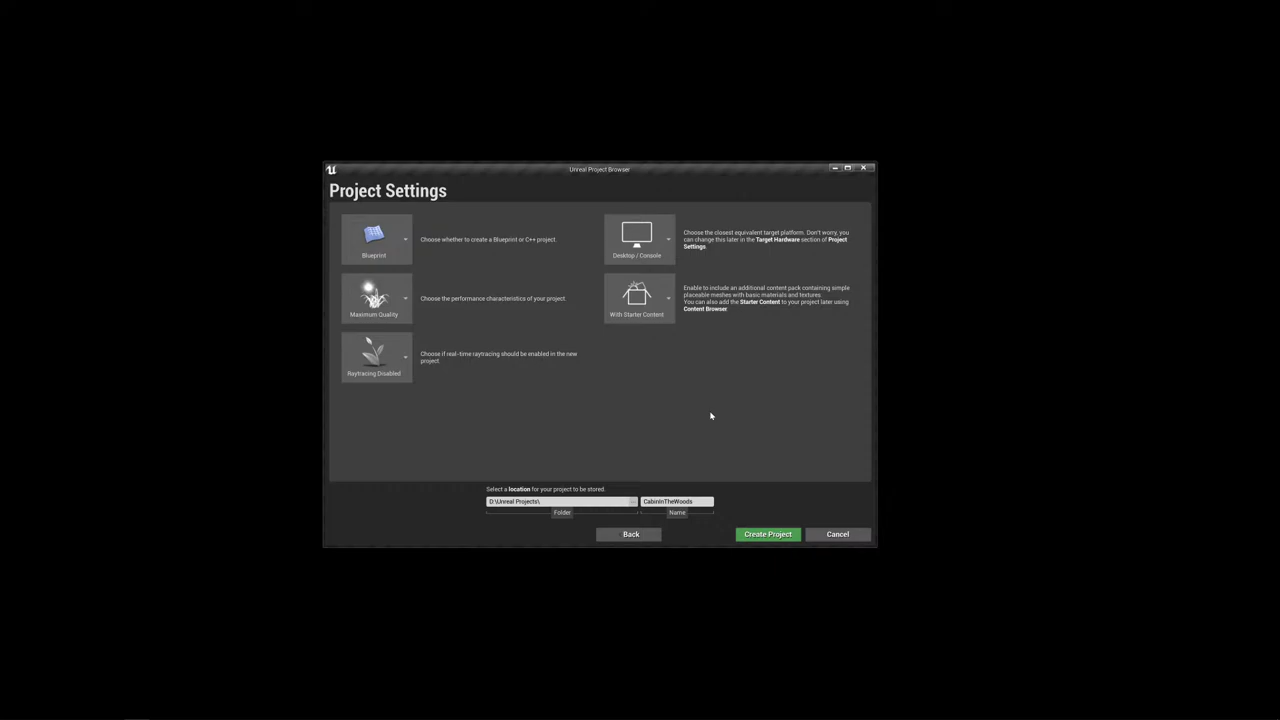 Unreal Project Browser
Project Settings
Blueprint
Choose whether to create a Blueprint or C++ project.
Desktop / Console
Choose the closest equivalent target platform. Don't worry, you
can change this later in the Target Hardware section of Project
Settings.
Maximum Quality
Choose the performance characteristics of your project.
With Starter Content
Enable to include an additional content pack containing simple
placeable meshes with basic materials and textures.
You can also add the Starter Content to your project later using
Content Browser.
Raytracing Disabled
Choose if real-time raytracing should be enabled in the new
project.
Select a location for your project to be stored.
D:\Unreal Projects\
CabinInTheWoods
Folder
Name
Back
Create Project
Cancel